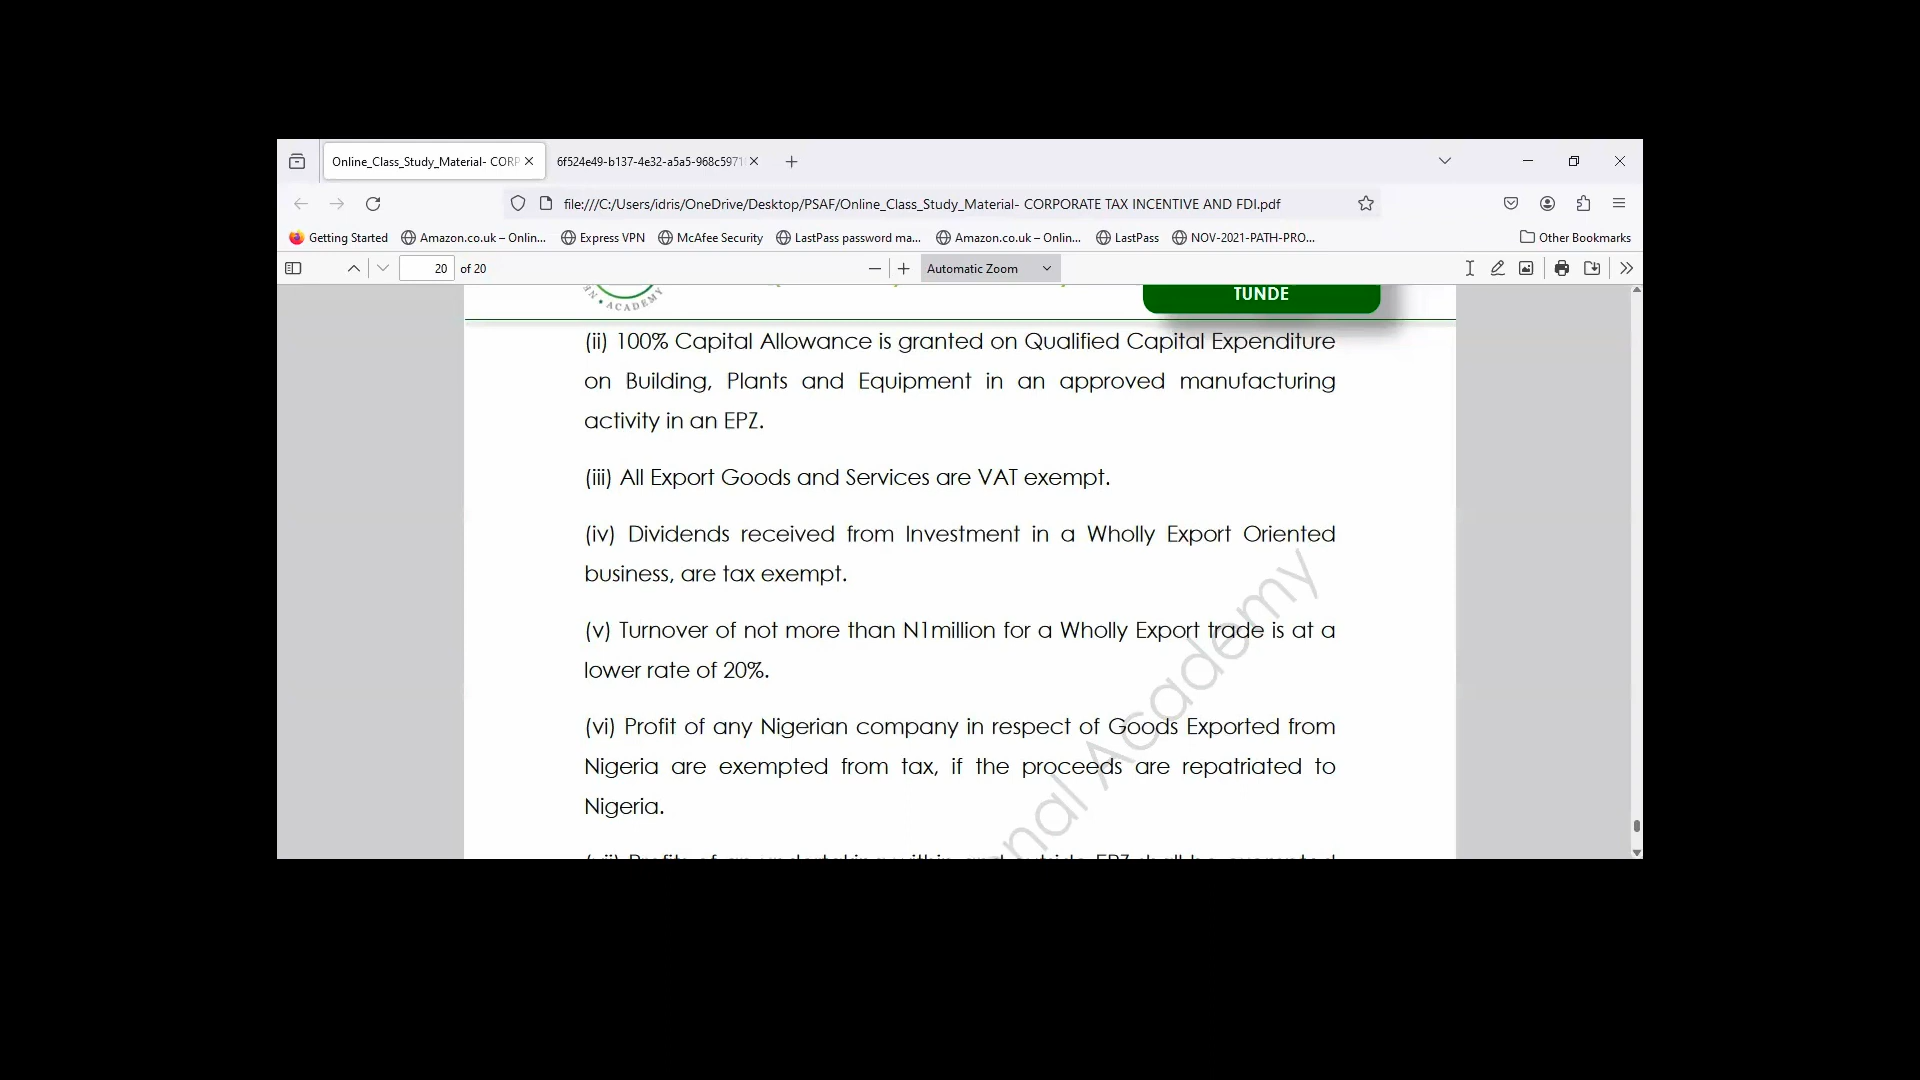 Online_Class_Study_Material- CORP
6f524e49-b137-4e32-a5a5-968c5971
file:///C:/Users/idris/OneDrive/Desktop/PSAF/Online_Class_Study_Material- CORPORATE TAX INCENTIVE AND FDI.pdf
Getting Started Amazon.co.uk – Onlin... Express VPN McAfee Security LastPass password ma... Amazon.co.uk – Onlin... LastPass NOV-2021-PATH-PRO... Other Bookmarks
20 of 20 Automatic Zoom
ACADEMY
TUNDE
(ii) 100% Capital Allowance is granted on Qualified Capital Expenditure
on Building, Plants and Equipment in an approved manufacturing
activity in an EPZ.
(iii) All Export Goods and Services are VAT exempt.
(iv) Dividends received from Investment in a Wholly Export Oriented
business, are tax exempt.
(v) Turnover of not more than N1million for a Wholly Export trade is at a
lower rate of 20%.
(vi) Profit of any Nigerian company in respect of Goods Exported from
Nigeria are exempted from tax, if the proceeds are repatriated to
Nigeria.
nal Academy